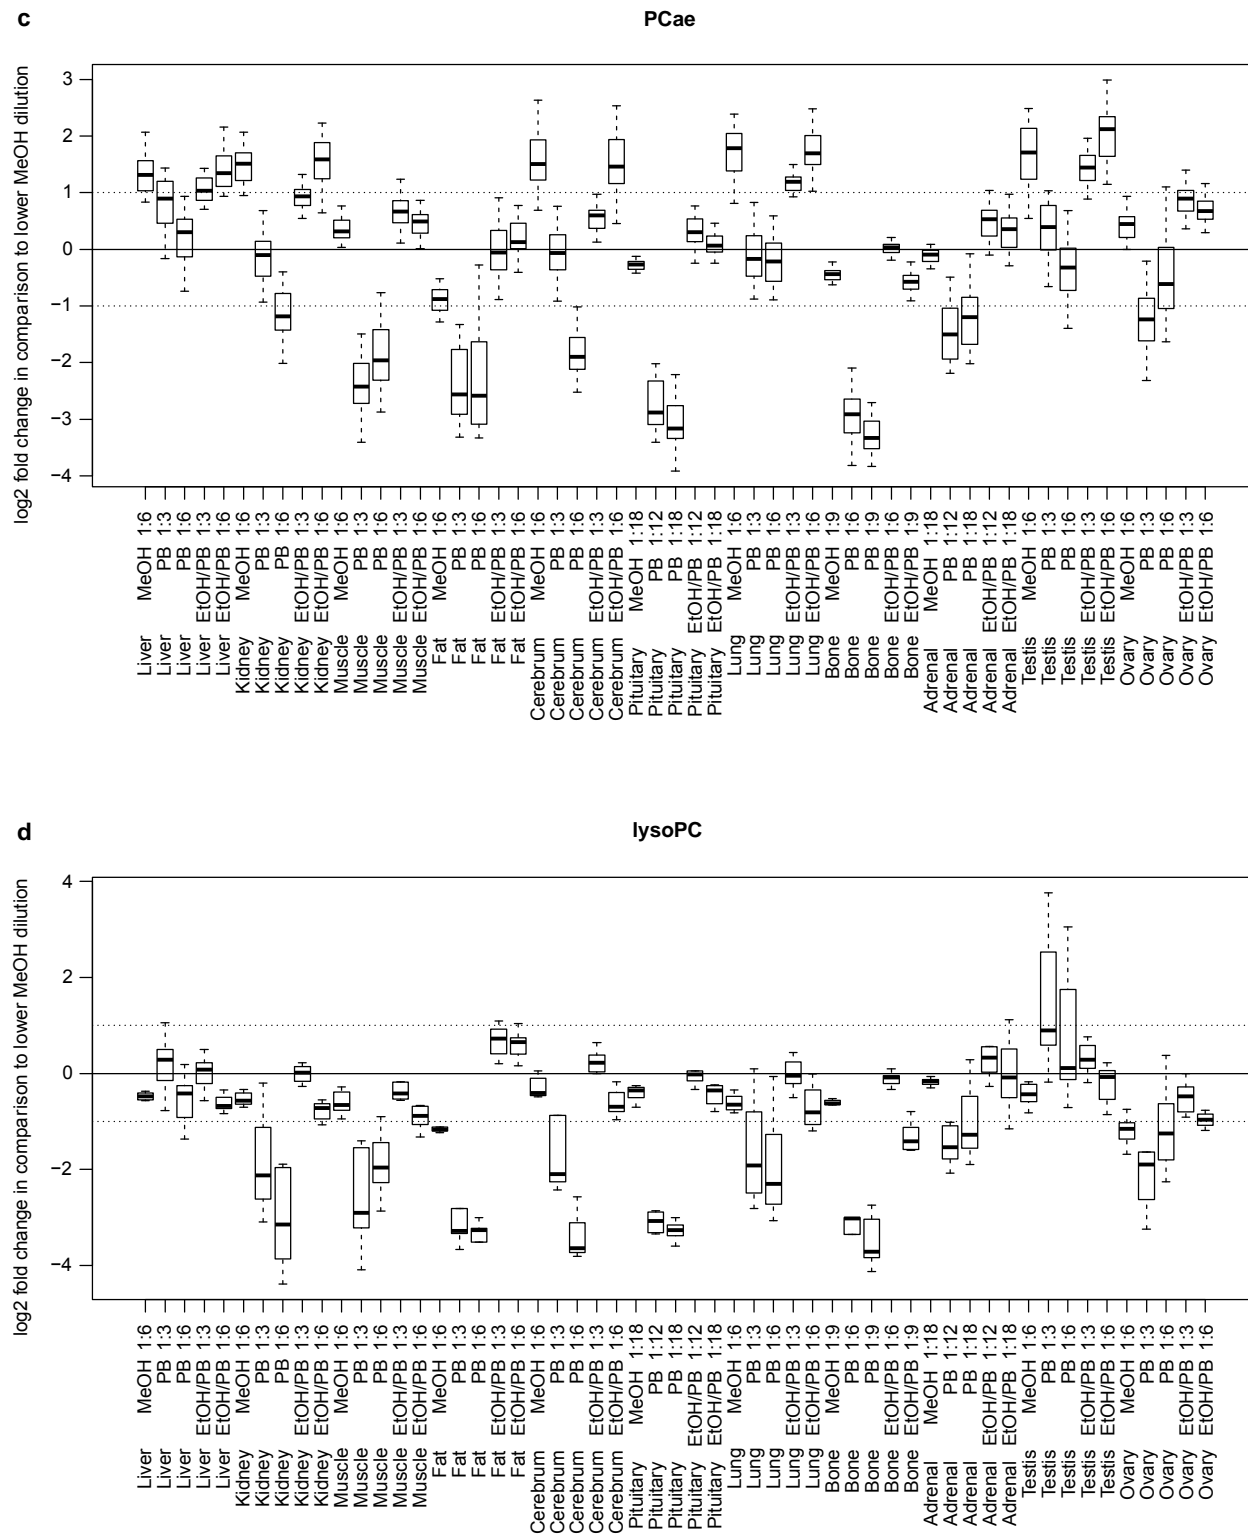 c
PCae
log2 fold change in comparison to lower MeOH dilution
3
2
1
0
−1
−2
−3
−4
Liver MeOH 1:6
Liver PB 1:3
Liver PB 1:6
Liver EtOH/PB 1:3
Liver EtOH/PB 1:6
Kidney MeOH 1:6
Kidney PB 1:3
Kidney PB 1:6
Kidney EtOH/PB 1:3
Kidney EtOH/PB 1:6
Muscle MeOH 1:6
Muscle PB 1:3
Muscle PB 1:6
Muscle EtOH/PB 1:3
Muscle EtOH/PB 1:6
Fat MeOH 1:6
Fat PB 1:3
Fat PB 1:6
Fat EtOH/PB 1:3
Fat EtOH/PB 1:6
Cerebrum MeOH 1:6
Cerebrum PB 1:3
Cerebrum PB 1:6
Cerebrum EtOH/PB 1:3
Cerebrum EtOH/PB 1:6
Pituitary MeOH 1:18
Pituitary PB 1:12
Pituitary PB 1:18
Pituitary EtOH/PB 1:12
Pituitary EtOH/PB 1:18
Lung MeOH 1:6
Lung PB 1:3
Lung PB 1:6
Lung EtOH/PB 1:3
Lung EtOH/PB 1:6
Bone MeOH 1:9
Bone PB 1:6
Bone PB 1:9
Bone EtOH/PB 1:6
Bone EtOH/PB 1:9
Adrenal MeOH 1:18
Adrenal PB 1:12
Adrenal PB 1:18
Adrenal EtOH/PB 1:12
Adrenal EtOH/PB 1:18
Testis MeOH 1:6
Testis PB 1:3
Testis PB 1:6
Testis EtOH/PB 1:3
Testis EtOH/PB 1:6
Ovary MeOH 1:6
Ovary PB 1:3
Ovary PB 1:6
Ovary EtOH/PB 1:3
Ovary EtOH/PB 1:6
d
lysoPC
log2 fold change in comparison to lower MeOH dilution
4
2
0
−2
−4
Liver MeOH 1:6
Liver PB 1:3
Liver PB 1:6
Liver EtOH/PB 1:3
Liver EtOH/PB 1:6
Kidney MeOH 1:6
Kidney PB 1:3
Kidney PB 1:6
Kidney EtOH/PB 1:3
Kidney EtOH/PB 1:6
Muscle MeOH 1:6
Muscle PB 1:3
Muscle PB 1:6
Muscle EtOH/PB 1:3
Muscle EtOH/PB 1:6
Fat MeOH 1:6
Fat PB 1:3
Fat PB 1:6
Fat EtOH/PB 1:3
Fat EtOH/PB 1:6
Cerebrum MeOH 1:6
Cerebrum PB 1:3
Cerebrum PB 1:6
Cerebrum EtOH/PB 1:3
Cerebrum EtOH/PB 1:6
Pituitary MeOH 1:18
Pituitary PB 1:12
Pituitary PB 1:18
Pituitary EtOH/PB 1:12
Pituitary EtOH/PB 1:18
Lung MeOH 1:6
Lung PB 1:3
Lung PB 1:6
Lung EtOH/PB 1:3
Lung EtOH/PB 1:6
Bone MeOH 1:9
Bone PB 1:6
Bone PB 1:9
Bone EtOH/PB 1:6
Bone EtOH/PB 1:9
Adrenal MeOH 1:18
Adrenal PB 1:12
Adrenal PB 1:18
Adrenal EtOH/PB 1:12
Adrenal EtOH/PB 1:18
Testis MeOH 1:6
Testis PB 1:3
Testis PB 1:6
Testis EtOH/PB 1:3
Testis EtOH/PB 1:6
Ovary MeOH 1:6
Ovary PB 1:3
Ovary PB 1:6
Ovary EtOH/PB 1:3
Ovary EtOH/PB 1:6